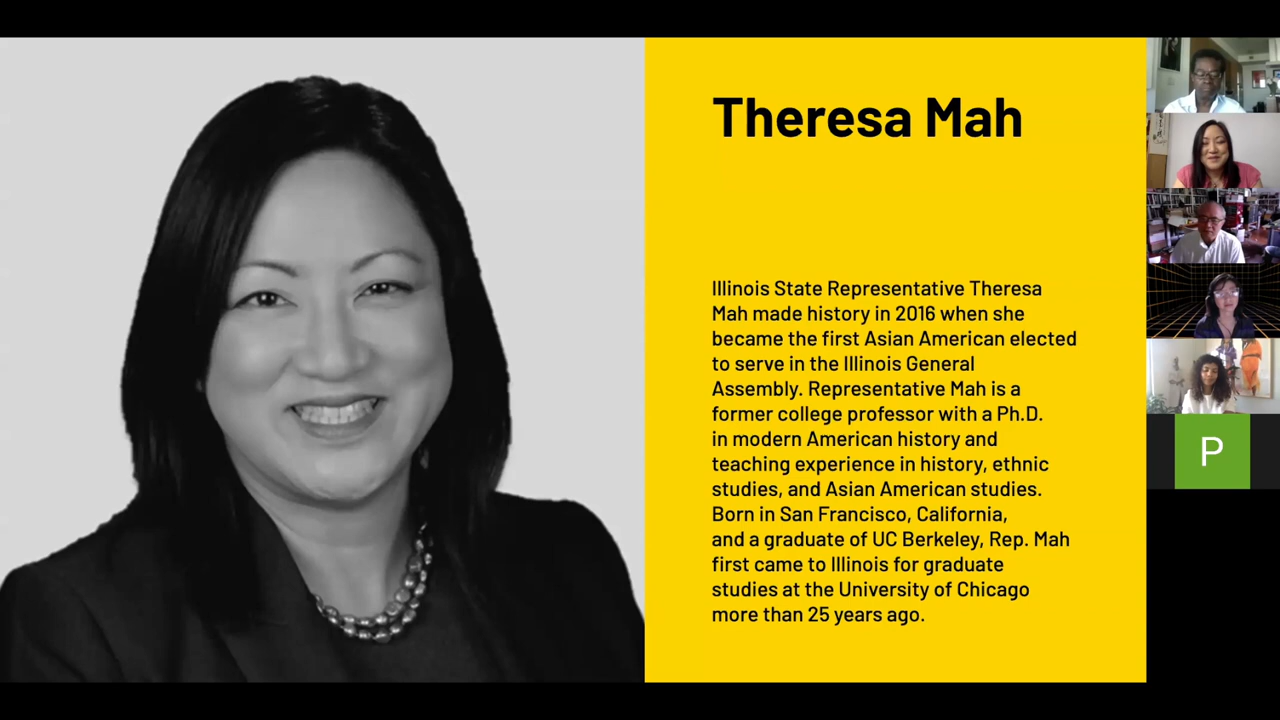 Theresa Mah
Illinois State Representative Theresa
Mah made history in 2016 when she
became the first Asian American elected
to serve in the Illinois General
Assembly. Representative Mah is a
former college professor with a Ph.D.
in modern American history and
teaching experience in history, ethnic
studies, and Asian American studies.
Born in San Francisco, California,
and a graduate of UC Berkeley, Rep. Mah
first came to Illinois for graduate
studies at the University of Chicago
more than 25 years ago.
P